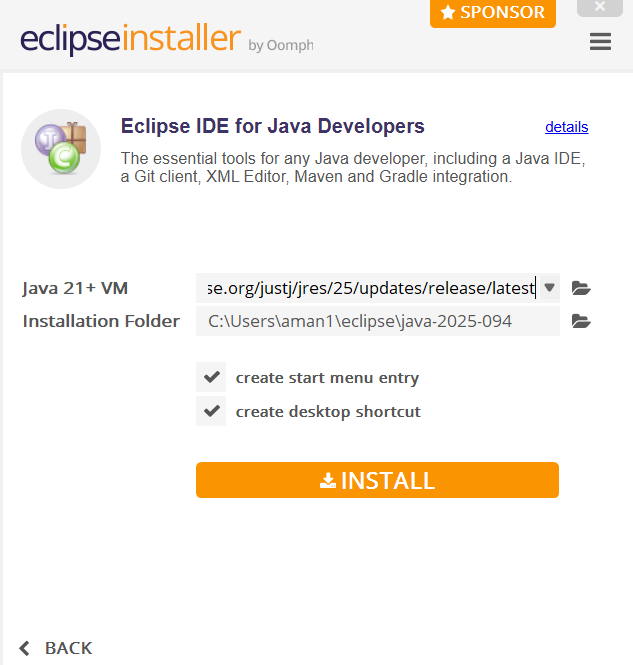 SPONSOR
eclipseinstaller by Oomph
Eclipse IDE for Java Developers
details
The essential tools for any Java developer, including a Java IDE,
a Git client, XML Editor, Maven and Gradle integration.
Java 21+ VM
se.org/justj/jres/25/updates/release/latest
Installation Folder
C:\Users\aman1\eclipse\java-2025-094
create start menu entry
create desktop shortcut
INSTALL
BACK